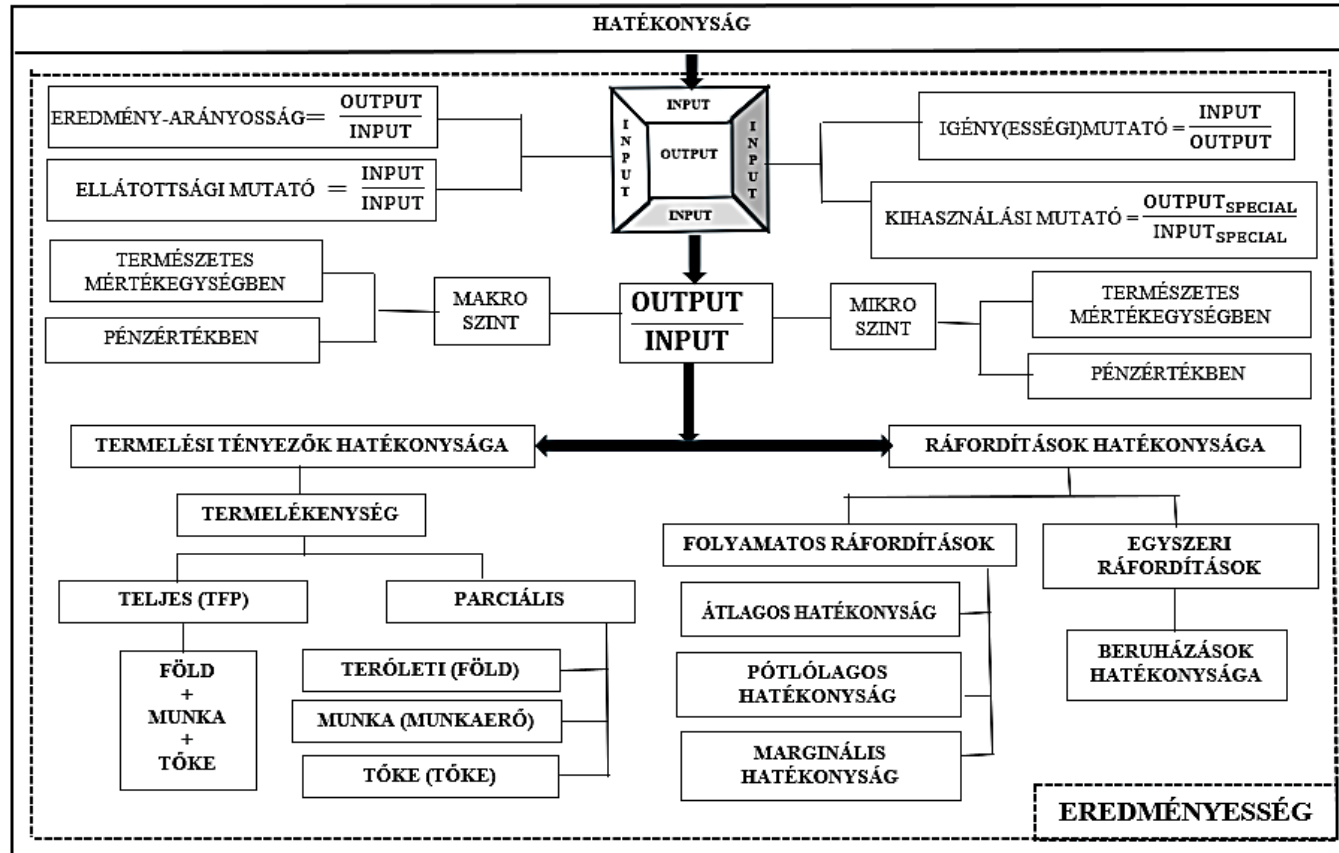 HATÉKONYSÁG
EREDMÉNY-ARÁNYOSSÁG= OUTPUT
INPUT
ELLÁTOTTSÁGI MUTATÓ = INPUT
INPUT
INPUT
INPUT
OUTPUT
INPUT
INPUT
IGÉNY(ESSÉGI)MUTATÓ = INPUT
OUTPUT
KIHASZNÁLÁSI MUTATÓ = OUTPUT SPECIAL
INPUT SPECIAL
TERMÉSZETES
MÉRTÉKEGYSÉGBEN
PÉNZÉRTÉKBEN
MAKRO
SZINT
OUTPUT
INPUT
MIKRO
SZINT
TERMÉSZETES
MÉRTÉKEGYSÉGBEN
PÉNZÉRTÉKBEN
TERMELÉSI TÉNYEZŐK HATÉKONYSÁGA
RÁFORDÍTÁSOK HATÉKONYSÁGA
TERMELÉKENYSÉG
TELJES (TFP)
PARCIÁLIS
FÖLD
+
MUNKA
+
TŐKE
TERÓLETI (FÖLD)
MUNKA (MUNKAERŐ)
TŐKE (TŐKE)
FOLYAMATOS RÁFORDÍTÁSOK
EGYSZERI
RÁFORDÍTÁSOK
ÁTLAGOS HATÉKONYSÁG
PÓTLÓLAGOS
HATÉKONYSÁG
MARGINÁLIS
HATÉKONYSÁG
BERUHÁZÁSOK
HATÉKONYSÁGA
EREDMÉNYESSÉG